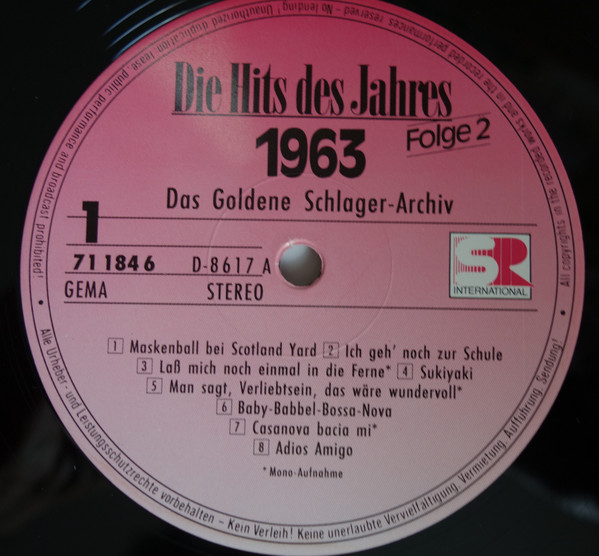 Die Hits des Jahres
1963
Folge 2
Das Goldene Schlager-Archiv
1
71 184 6
D-8617 A
GEMA
STEREO
SR
INTERNATIONAL
1 Maskenball bei Scotland Yard 2 Ich geh' noch zur Schule
3 Laß mich noch einmal in die Ferne* 4 Sukiyaki
5 Man sagt, Verliebtsein, das wäre wundervoll*
6 Baby-Babbel-Bossa-Nova
7 Casanova bacia mi*
8 Adios Amigo
*Mono-Aufnahme
Alle Urheber- und Leistungsschutzrechte vorbehalten – Kein Verleih! Keine unerlaubte Vervielfältigung, Vermietung, Aufführung, Sendung!
All copyrights in the recorded works and in the recorded performances reserved – No lending! Unauthorized duplication, lease, public performance and broadcast prohibited!